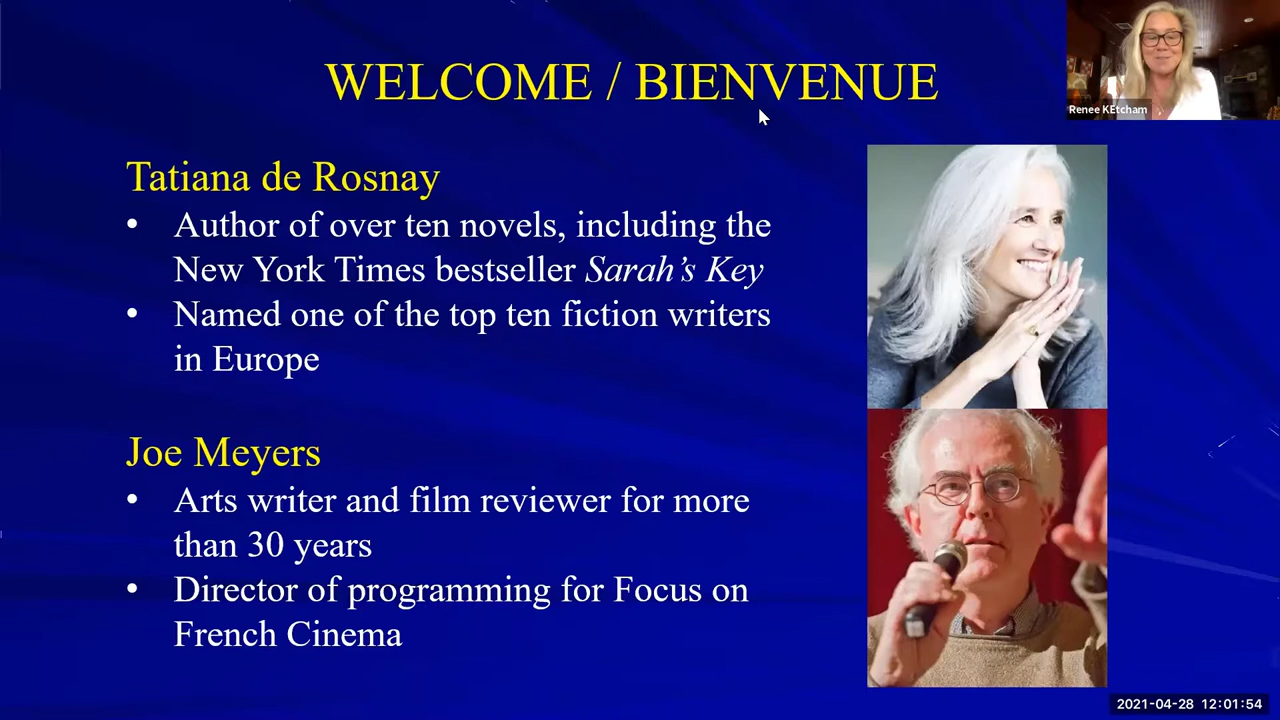 WELCOME / BIENVENUE
Renee KEtcham
Tatiana de Rosnay
• Author of over ten novels, including the
New York Times bestseller Sarah's Key
• Named one of the top ten fiction writers
in Europe
Joe Meyers
• Arts writer and film reviewer for more
than 30 years
• Director of programming for Focus on
French Cinema
2021-04-28 12:01:54